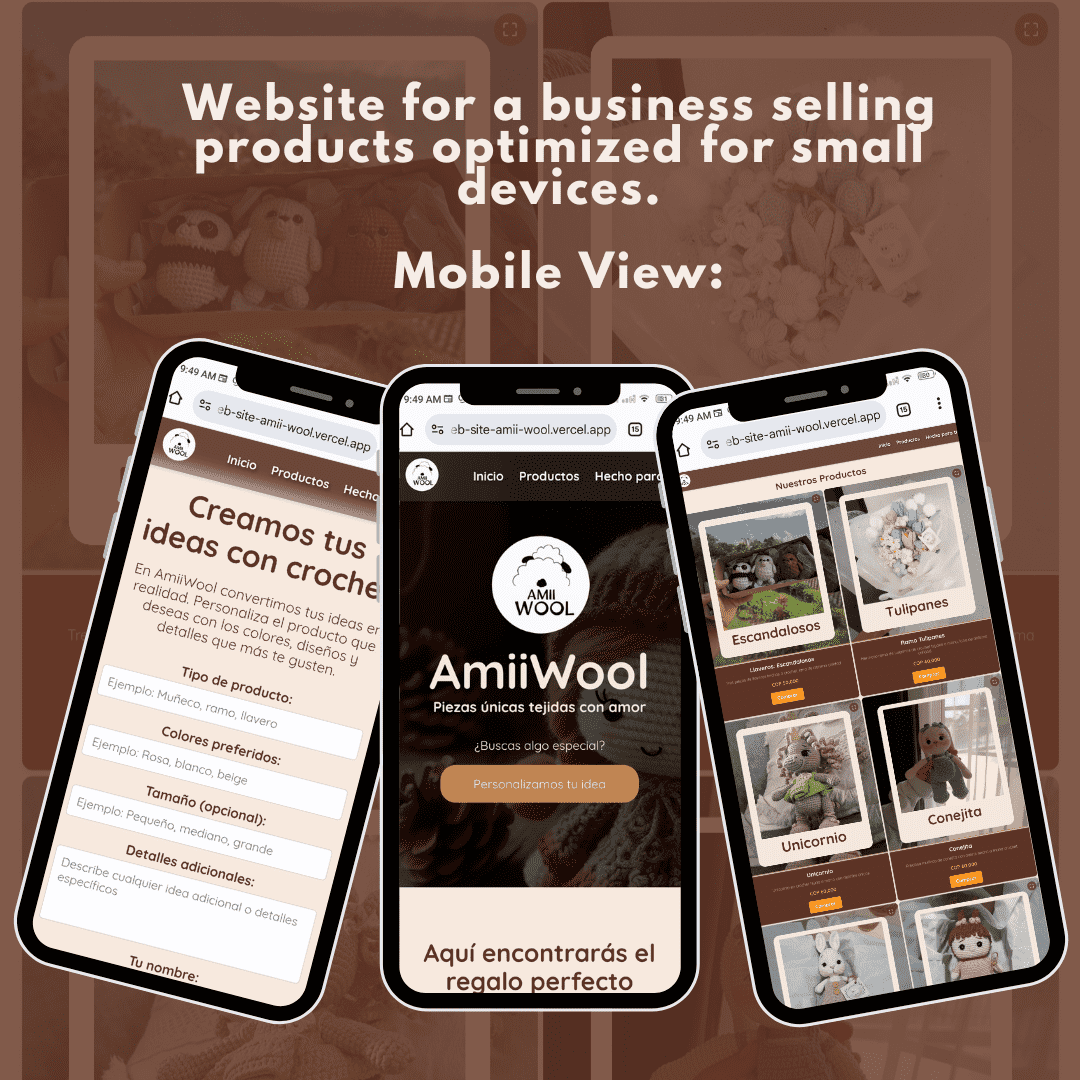 Website for a business selling
products optimized for small
devices.
Mobile View:
9:49 AM
eb-site-amii-wool.vercel.app
AMII
WOOL
Inicio Productos Hecho
Creamos tus
ideas con croche
En AmiiWool convertimos tus ideas en
realidad. Personaliza el producto que
deseas con los colores, diseños y
detalles que más te gusten.
Tipo de producto:
Ejemplo: Muñeco, ramo, llavero
Colores preferidos:
Ejemplo: Rosa, blanco, beige
Tamaño (opcional):
Ejemplo: Pequeño, mediano, grande
Detalles adicionales:
Describe cualquier idea adicional o detalles
específicos
Tu nombre:
9:49 AM
eb-site-amii-wool.vercel.app 15
AMII
WOOL
Inicio Productos Hecho para
AMII
WOOL
AmiiWool
Piezas únicas tejidas con amor
¿Buscas algo especial?
Personalizamos tu idea
Aquí encontrarás el
regalo perfecto
9:49 AM 80
eb-site-amii-wool.vercel.app 15
Inicio Productos Hecho para
Nuestros Productos
Escandalosos
Tulipanes
Llaveros: Escandalosos
Ramo Tulipanes
Comprar
Comprar
Unicornio
Conejita
Unicornio
Conejita
Comprar
Comprar